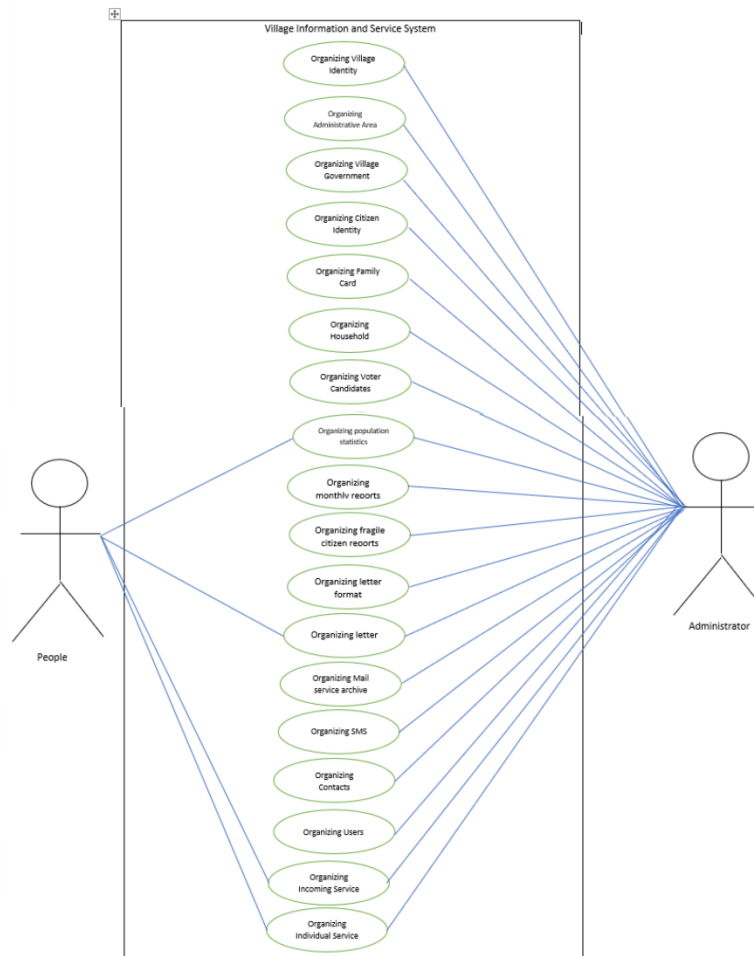 Village Information and Service System
Organizing Village
Identity
Organizing
Administrative Area
Organizing Village
Government
Organizing Citizen
Identity
Organizing Family
Card
Organizing
Household
Organizing Voter
Candidates
Organizing population
statistics
Organizing
monthly reports
Organizing fragile
citizen reports
Organizing letter
format
Organizing letter
Organizing Mail
service archive
Organizing SMS
Organizing
Contacts
Organizing Users
Organizing
Incoming Service
Organizing
Individual Service
People
Administrator